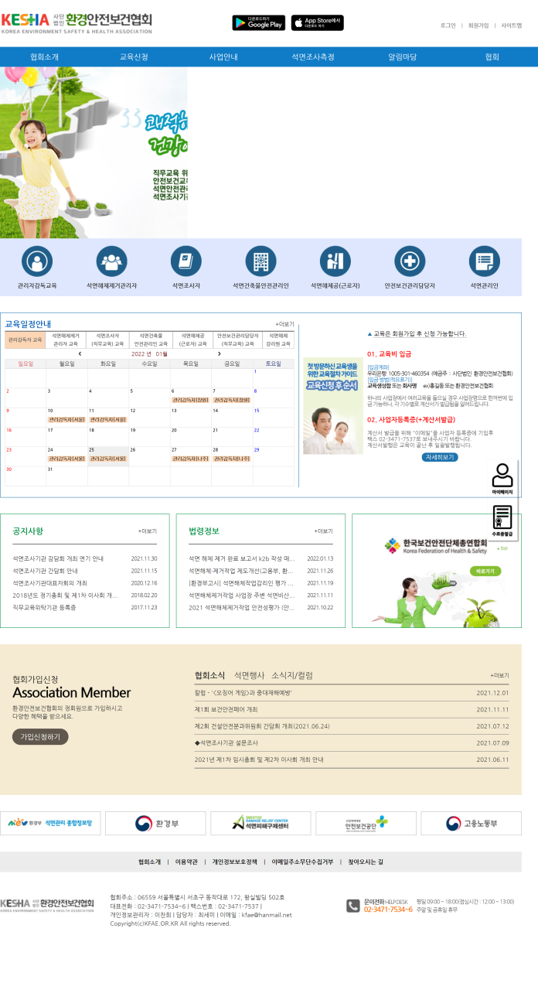 KESHA 사단법인 환경안전보건협회
KOREA ENVIRONMENT SAFETY & HEALTH ASSOCIATION
다운로드하기 Google Play
App Store에서 다운로드 하기
로그인 | 회원가입 | 사이트맵
협회소개 교육신청 사업안내 석면조사측정 알림마당 협회
쾌적한
건강
직무교육 위
안전보건교
석면안전관
석면조사기
관리자감독교육 석면해체제거관리자 석면조사자 석면건축물안전관리인 석면해체공(근로자) 안전보건관리담당자 석면관리인
교육일정안내 +더보기
관리감독자 교육 석면해체제거 관리자 교육 석면조사자 (직무교육) 교육 석면건축물 안전관리인 교육 석면해체공 (근로자) 교육 안전보건관리담당자 (직무교육) 교육 석면해체 감리원 교육
‹ 2022 년 01월 ›
일요일 월요일 화요일 수요일 목요일 금요일 토요일
1
2 3 4 5 6 7 8
관리감독자[창원] 관리감독자[창원]
9 10 11 12 13 14 15
관리감독자[서울] 관리감독자[서울]
16 17 18 19 20 21 22
23 24 25 26 27 28 29
관리감독자[서울] 관리감독자[서울] 관리감독자[나주] 관리감독자[나주]
30 31
▲ 교육은 회원가입 후 신청 가능합니다.
첫 방문하신 교육생을
위한 교육절차 가이드
교육신청 후 순서
01. 교육비 입금
[입금계좌]
우리은행 1005-301-460354 (예금주 : 사단법인 환경안전보건협회)
[입금 방법(적요표기)]
교육생성함 또는 회사명 ex)홍길동 또는 환경안전보건협회
하나의 사업장에서 여러교육을 들으실 경우 사업장명으로 한꺼번에 입
금 가능하나, 각 기수별로 계산서가 발급됨을 알려드립니다.
02. 사업자등록증(+계산서발급)
계산서 발급을 위해 "이메일"을 사업자 등록증에 기입후
팩스 02-3471-7537로 보내주시기 바랍니다.
계산서발행은 교육이 끝난 후 일괄발행됩니다.
자세히보기
마이페이지
수료증발급
▲ top
공지사항 +더보기
석면조사기관 감담회 개최 연기 안내 2021.11.30
석면조사기관 간담회 안내 2021.11.15
석면조사기관대표자회의 개최 2020.12.16
2018년도 정기총회 및 제1차 이사회 개... 2018.02.20
직무교육위탁기관 등록증 2017.11.23
법령정보 +더보기
석면 해체 제거 완료 보고서 k2b 작성 매... 2022.01.13
석면해체·제거작업 제도개선(고용부, 환... 2021.11.26
[환경부고시] 석면해체작업감리인 평가 ... 2021.11.19
석면해체제거작업 사업장 주변 석면비산... 2021.11.11
2021 석면해체제거작업 안전성평가 (안... 2021.10.22
한국보건안전단체총연합회
Korea Federation of Health & Safety
바로가기
협회가입신청
Association Member
환경안전보건협회의 정회원으로 가입하시고
다양한 혜택을 받으세요.
가입신청하기
협회소식 석면행사 소식지/컬럼 +더보기
칼럼 - '<오징어 게임>과 중대재해예방' 2021.12.01
제1회 보건안전페어 개최 2021.11.11
제2회 건설안전분과위원회 간담회 개최(2021.06.24) 2021.07.12
◆석면조사기관 설문조사 2021.07.09
2021년 제1차 임시총회 및 제2차 이사회 개최 안내 2021.06.11
환경부 석면관리 종합정보망
환경부
ASBESTOS DAMAGE RELIEF CENTER 석면피해구제센터
안전보건공단
고용노동부
협회소개 | 이용약관 | 개인정보보호정책 | 이메일주소무단수집거부 | 찾아오시는 길
KESHA 사단법인 환경안전보건협회
KOREA ENVIRONMENT SAFETY & HEALTH ASSOCIATION
협회주소 : 06559 서울특별시 서초구 동작대로 172, 왕실빌딩 502호
대표전화 : 02-3471-7534~6 | 팩스번호 : 02-3471-7537 |
개인정보관리자 : 이찬희 | 담당자 : 최세미 | 이메일 : kfae@hanmail.net
Copyright(c)KFAE.OR.KR All rights reserved.
문의전화 HELP DESK
02-3471-7534~6
평일 09:00 ~ 18:00(점심시간 : 12:00 ~ 13:00)
주말 및 공휴일 휴무